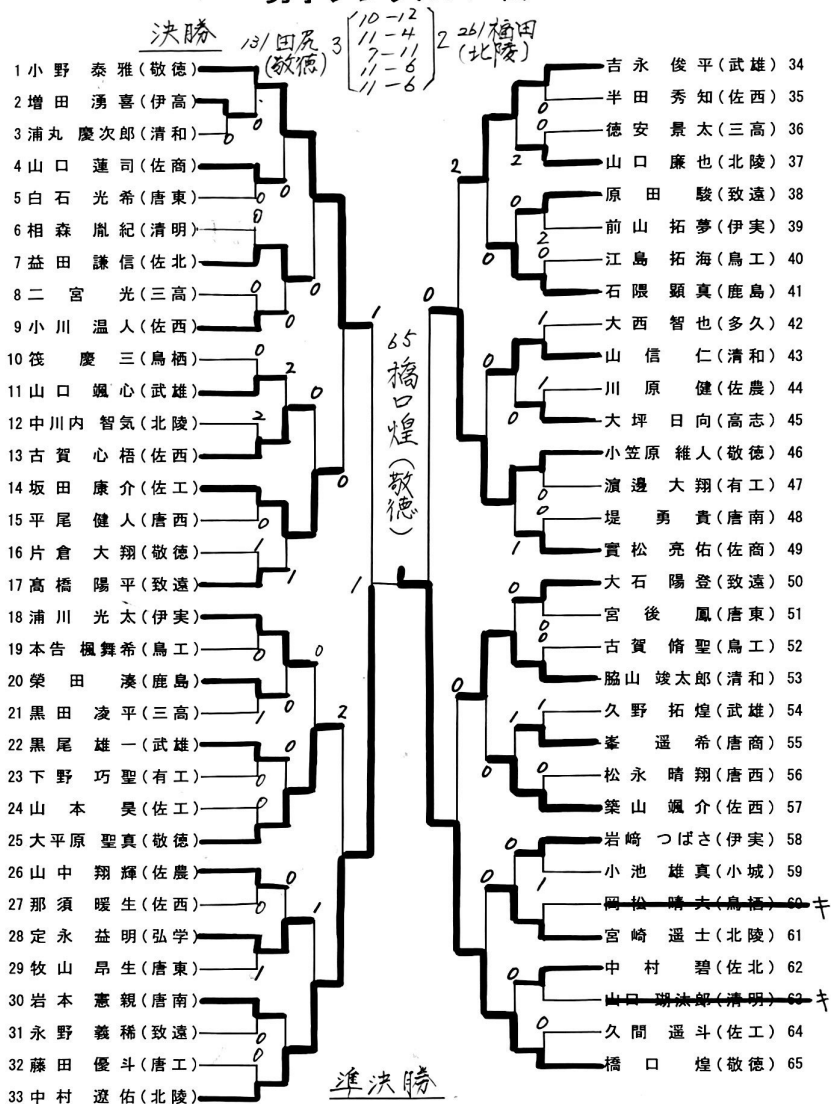 決勝
131 田尻
(敬徳)
3
10-12
11-4
7-11
11-6
11-6
2
261 福田
(北陵)
1 小野 泰雅(敬徳)
2 増田 湧喜(伊高)
3 浦丸 慶次郎(清和)
4 山口 蓮司(佐商)
5 白石 光希(唐東)
6 相森 胤紀(清明)
7 益田 謙信(佐北)
8 二宮 光(三高)
9 小川 温人(佐西)
10 筏 慶三(鳥栖)
11 山口 颯心(武雄)
12 中川内 智気(北陵)
13 古賀 心梧(佐西)
14 坂田 康介(佐工)
15 平尾 健人(唐西)
16 片倉 大翔(敬徳)
17 髙橋 陽平(致遠)
18 浦川 光太(伊実)
19 本告 楓舞希(鳥工)
20 榮田 湊(鹿島)
21 黒田 凌平(三高)
22 黒尾 雄一(武雄)
23 下野 巧聖(有工)
24 山本 昊(佐工)
25 大平原 聖真(敬徳)
26 山中 翔輝(佐農)
27 那須 暖生(佐西)
28 定永 益明(弘学)
29 牧山 昂生(唐東)
30 岩本 憲親(唐南)
31 永野 義稀(致遠)
32 藤田 優斗(唐工)
33 中村 遼佑(北陵)
65 橋口煌(敬徳)
吉永 俊平(武雄) 34
半田 秀知(佐西) 35
徳安 景太(三高) 36
山口 廉也(北陵) 37
原田 駿(致遠) 38
前山 拓夢(伊実) 39
江島 拓海(鳥工) 40
石隈 顕真(鹿島) 41
大西 智也(多久) 42
山 信仁(清和) 43
川原 健(佐農) 44
大坪 日向(高志) 45
小笠原 維人(敬徳) 46
濵邊 大翔(有工) 47
堤 勇貴(唐南) 48
實松 亮佑(佐商) 49
大石 陽登(致遠) 50
宮後 鳳(唐東) 51
古賀 脩聖(鳥工) 52
脇山 竣太郎(清和) 53
久野 拓煌(武雄) 54
峯 遥希(唐商) 55
松永 晴翔(唐西) 56
築山 颯介(佐西) 57
岩﨑 つばさ(伊実) 58
小池 雄真(小城) 59
岡松 晴大(鳥栖) 60 キ
宮崎 遥士(北陵) 61
中村 碧(佐北) 62
山口 (清明) 63 キ
久間 遥斗(佐工) 64
橋口 煌(敬徳) 65
準決勝